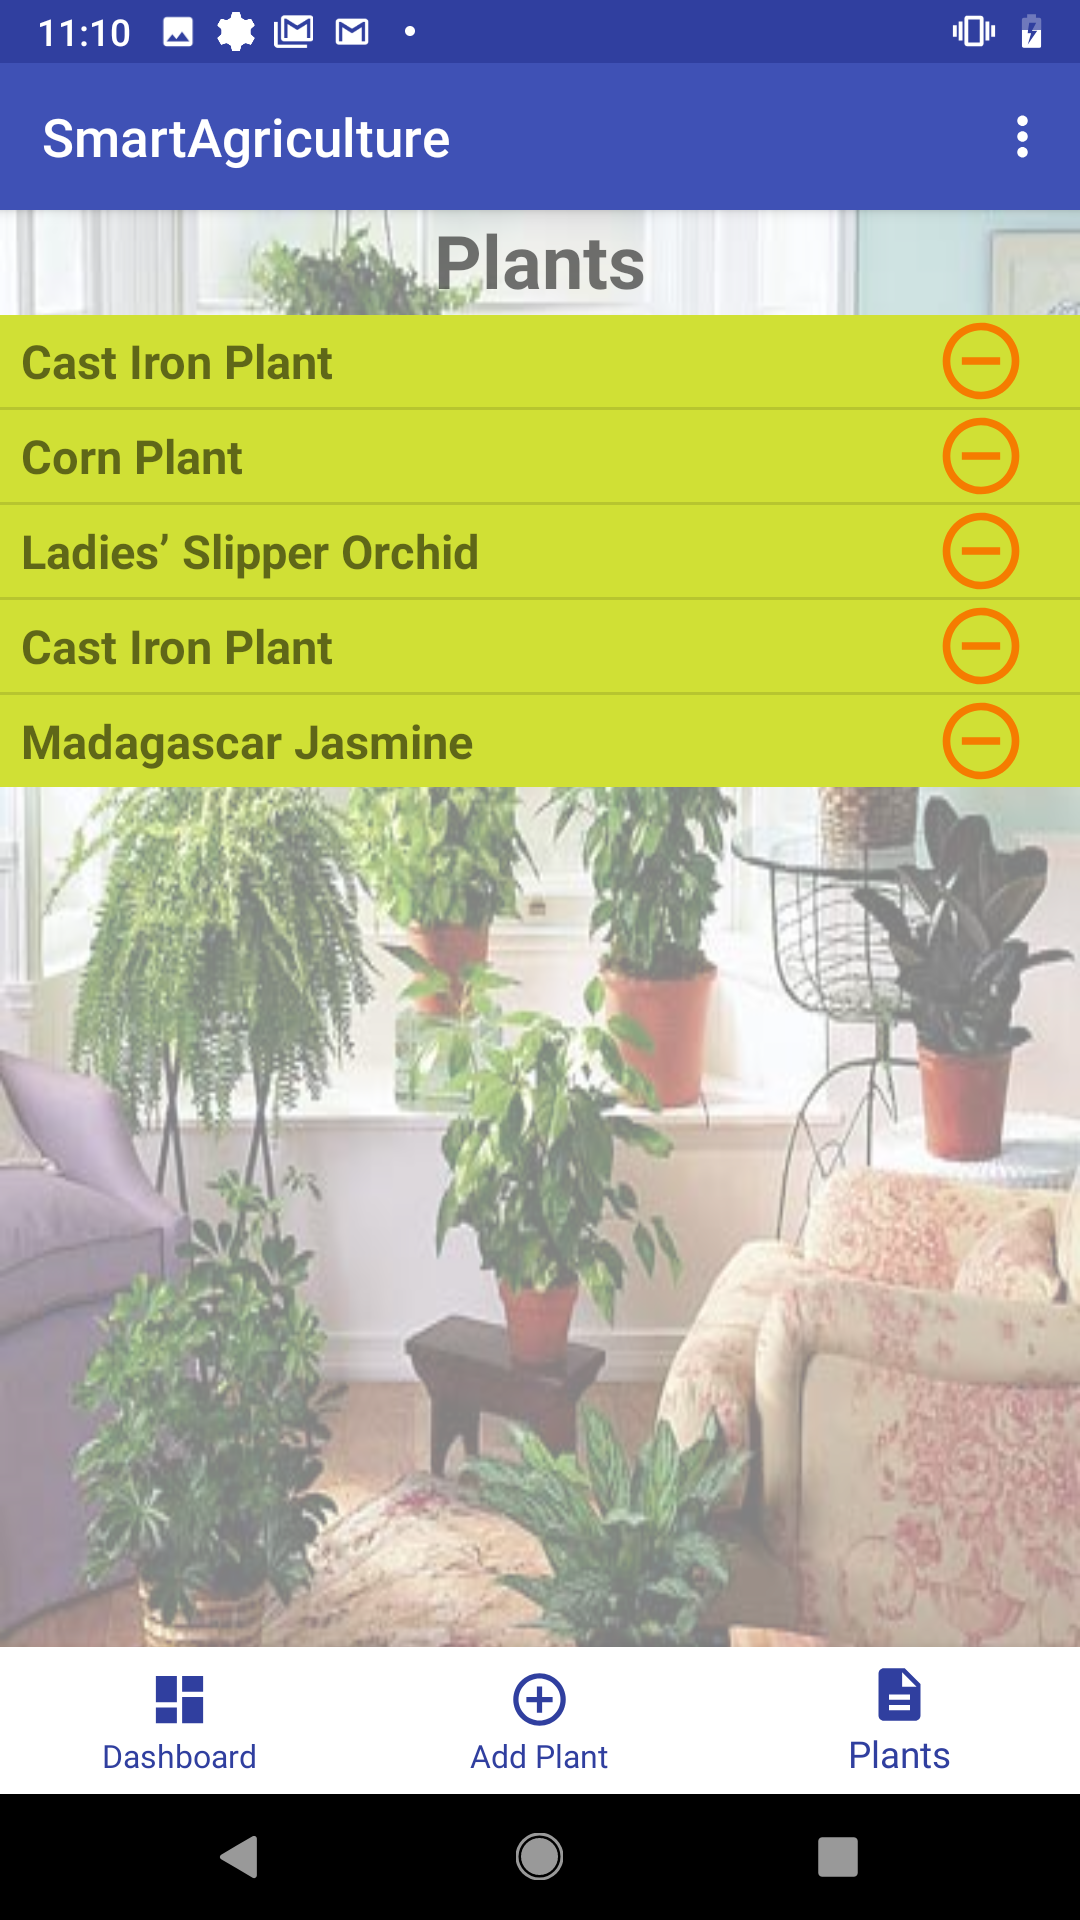 11:10
SmartAgriculture
Plants
Cast Iron Plant
Corn Plant
Ladies’ Slipper Orchid
Cast Iron Plant
Madagascar Jasmine
Dashboard
Add Plant
Plants